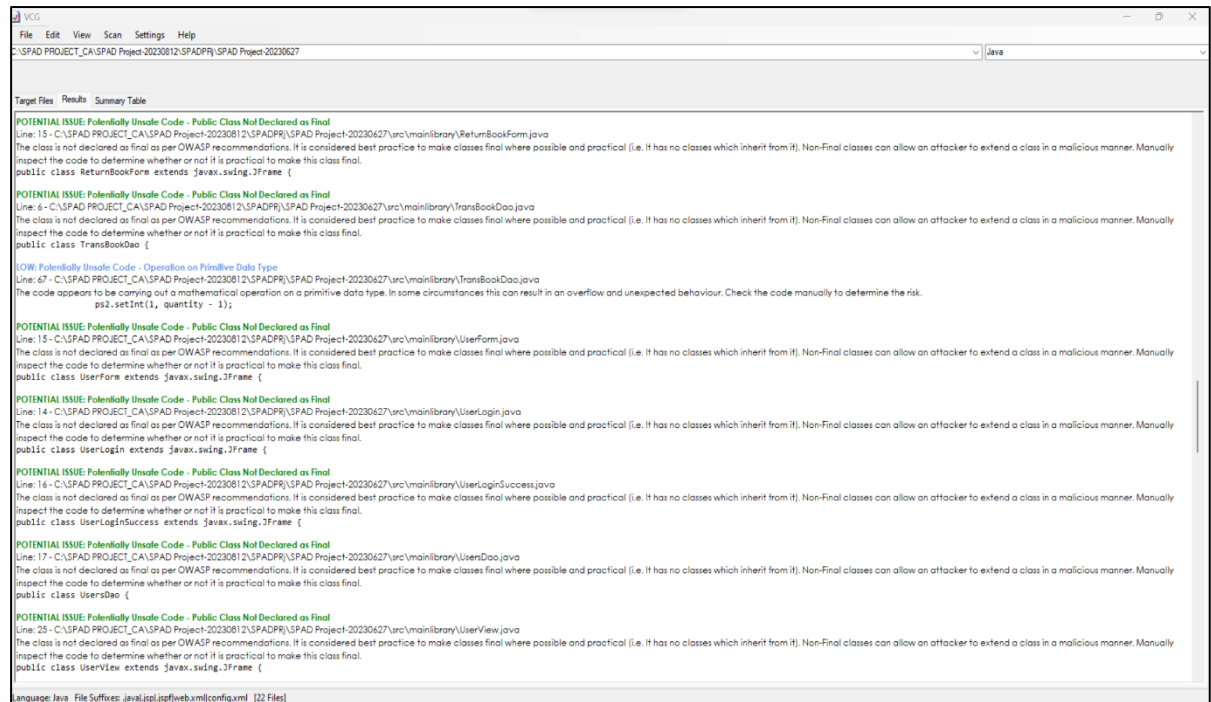 VCG
File Edit View Scan Settings Help
C:\SPAD PROJECT_CA\SPAD Project-20230812\SPADPRj\SPAD Project-20230627
Java
Target Files Results Summary Table
POTENTIAL ISSUE: Potentially Unsafe Code - Public Class Not Declared as Final
Line: 15 - C:\SPAD PROJECT_CA\SPAD Project-20230812\SPADPRj\SPAD Project-20230627\src\mainlibrary\ReturnBookForm.java
The class is not declared as final as per OWASP recommendations. It is considered best practice to make classes final where possible and practical (i.e. It has no classes which inherit from it). Non-Final classes can allow an attacker to extend a class in a malicious manner. Manually
inspect the code to determine whether or not it is practical to make this class final.
public class ReturnBookForm extends javax.swing.JFrame {
POTENTIAL ISSUE: Potentially Unsafe Code - Public Class Not Declared as Final
Line: 6 - C:\SPAD PROJECT_CA\SPAD Project-20230812\SPADPRj\SPAD Project-20230627\src\mainlibrary\TransBookDao.java
The class is not declared as final as per OWASP recommendations. It is considered best practice to make classes final where possible and practical (i.e. It has no classes which inherit from it). Non-Final classes can allow an attacker to extend a class in a malicious manner. Manually
inspect the code to determine whether or not it is practical to make this class final.
public class TransBookDao {
LOW: Potentially Unsafe Code - Operation on Primitive Data Type
Line: 67 - C:\SPAD PROJECT_CA\SPAD Project-20230812\SPADPRj\SPAD Project-20230627\src\mainlibrary\TransBookDao.java
The code appears to be carrying out a mathematical operation on a primitive data type. In some circumstances this can result in an overflow and unexpected behaviour. Check the code manually to determine the risk.
ps2.setInt(1, quantity - 1);
POTENTIAL ISSUE: Potentially Unsafe Code - Public Class Not Declared as Final
Line: 15 - C:\SPAD PROJECT_CA\SPAD Project-20230812\SPADPRj\SPAD Project-20230627\src\mainlibrary\UserForm.java
The class is not declared as final as per OWASP recommendations. It is considered best practice to make classes final where possible and practical (i.e. It has no classes which inherit from it). Non-Final classes can allow an attacker to extend a class in a malicious manner. Manually
inspect the code to determine whether or not it is practical to make this class final.
public class UserForm extends javax.swing.JFrame {
POTENTIAL ISSUE: Potentially Unsafe Code - Public Class Not Declared as Final
Line: 14 - C:\SPAD PROJECT_CA\SPAD Project-20230812\SPADPRj\SPAD Project-20230627\src\mainlibrary\UserLogin.java
The class is not declared as final as per OWASP recommendations. It is considered best practice to make classes final where possible and practical (i.e. It has no classes which inherit from it). Non-Final classes can allow an attacker to extend a class in a malicious manner. Manually
inspect the code to determine whether or not it is practical to make this class final.
public class UserLogin extends javax.swing.JFrame {
POTENTIAL ISSUE: Potentially Unsafe Code - Public Class Not Declared as Final
Line: 16 - C:\SPAD PROJECT_CA\SPAD Project-20230812\SPADPRj\SPAD Project-20230627\src\mainlibrary\UserLoginSuccess.java
The class is not declared as final as per OWASP recommendations. It is considered best practice to make classes final where possible and practical (i.e. It has no classes which inherit from it). Non-Final classes can allow an attacker to extend a class in a malicious manner. Manually
inspect the code to determine whether or not it is practical to make this class final.
public class UserLoginSuccess extends javax.swing.JFrame {
POTENTIAL ISSUE: Potentially Unsafe Code - Public Class Not Declared as Final
Line: 17 - C:\SPAD PROJECT_CA\SPAD Project-20230812\SPADPRj\SPAD Project-20230627\src\mainlibrary\UsersDao.java
The class is not declared as final as per OWASP recommendations. It is considered best practice to make classes final where possible and practical (i.e. It has no classes which inherit from it). Non-Final classes can allow an attacker to extend a class in a malicious manner. Manually
inspect the code to determine whether or not it is practical to make this class final.
public class UsersDao {
POTENTIAL ISSUE: Potentially Unsafe Code - Public Class Not Declared as Final
Line: 25 - C:\SPAD PROJECT_CA\SPAD Project-20230812\SPADPRj\SPAD Project-20230627\src\mainlibrary\UserView.java
The class is not declared as final as per OWASP recommendations. It is considered best practice to make classes final where possible and practical (i.e. It has no classes which inherit from it). Non-Final classes can allow an attacker to extend a class in a malicious manner. Manually
inspect the code to determine whether or not it is practical to make this class final.
public class UserView extends javax.swing.JFrame {
Language: Java File Suffixes: .java|.jsp|.jspf|web.xml|config.xml [22 Files]